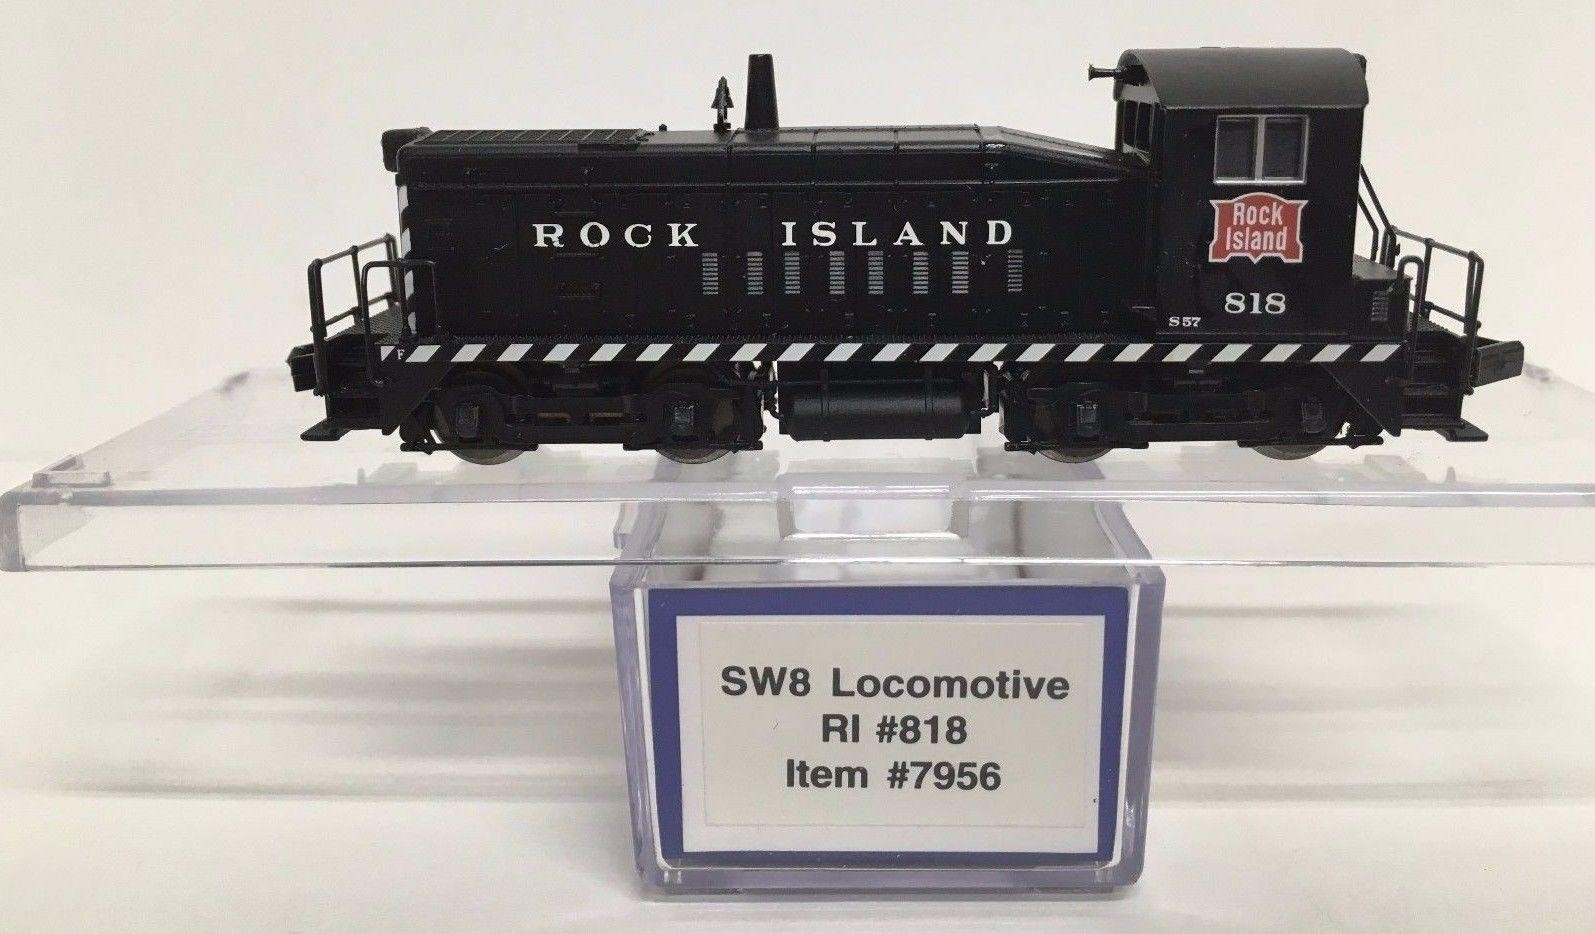 ROCK ISLAND
Rock
Island
818
S57
F
SW8 Locomotive
RI #818
Item #7956